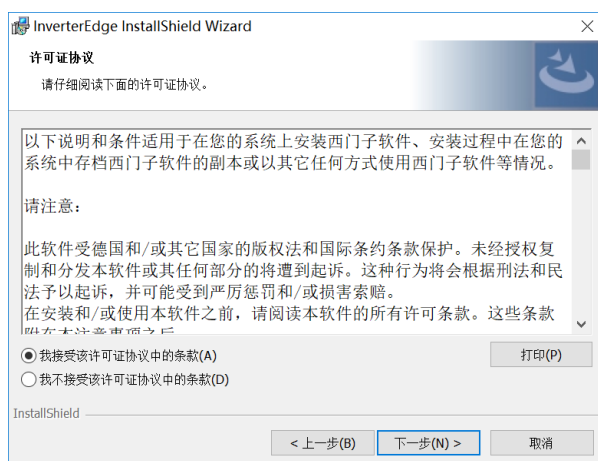 InverterEdge InstallShield Wizard
许可证协议
请仔细阅读下面的许可证协议。
以下说明和条件适用于在您的系统上安装西门子软件、安装过程中在您的
系统中存档西门子软件的副本或以其它任何方式使用西门子软件等情况。
请注意:
此软件受德国和/或其它国家的版权法和国际条约条款保护。未经授权复
制和分发本软件或其任何部分的将遭到起诉。这种行为将会根据刑法和民
法予以起诉，并可能受到严厉惩罚和/或损害索赔。
在安装和/或使用本软件之前，请阅读本软件的所有许可条款。这些条款
附在本注意事项之后
我接受该许可证协议中的条款(A)
打印(P)
我不接受该许可证协议中的条款(D)
InstallShield
< 上一步(B)
下一步(N) >
取消